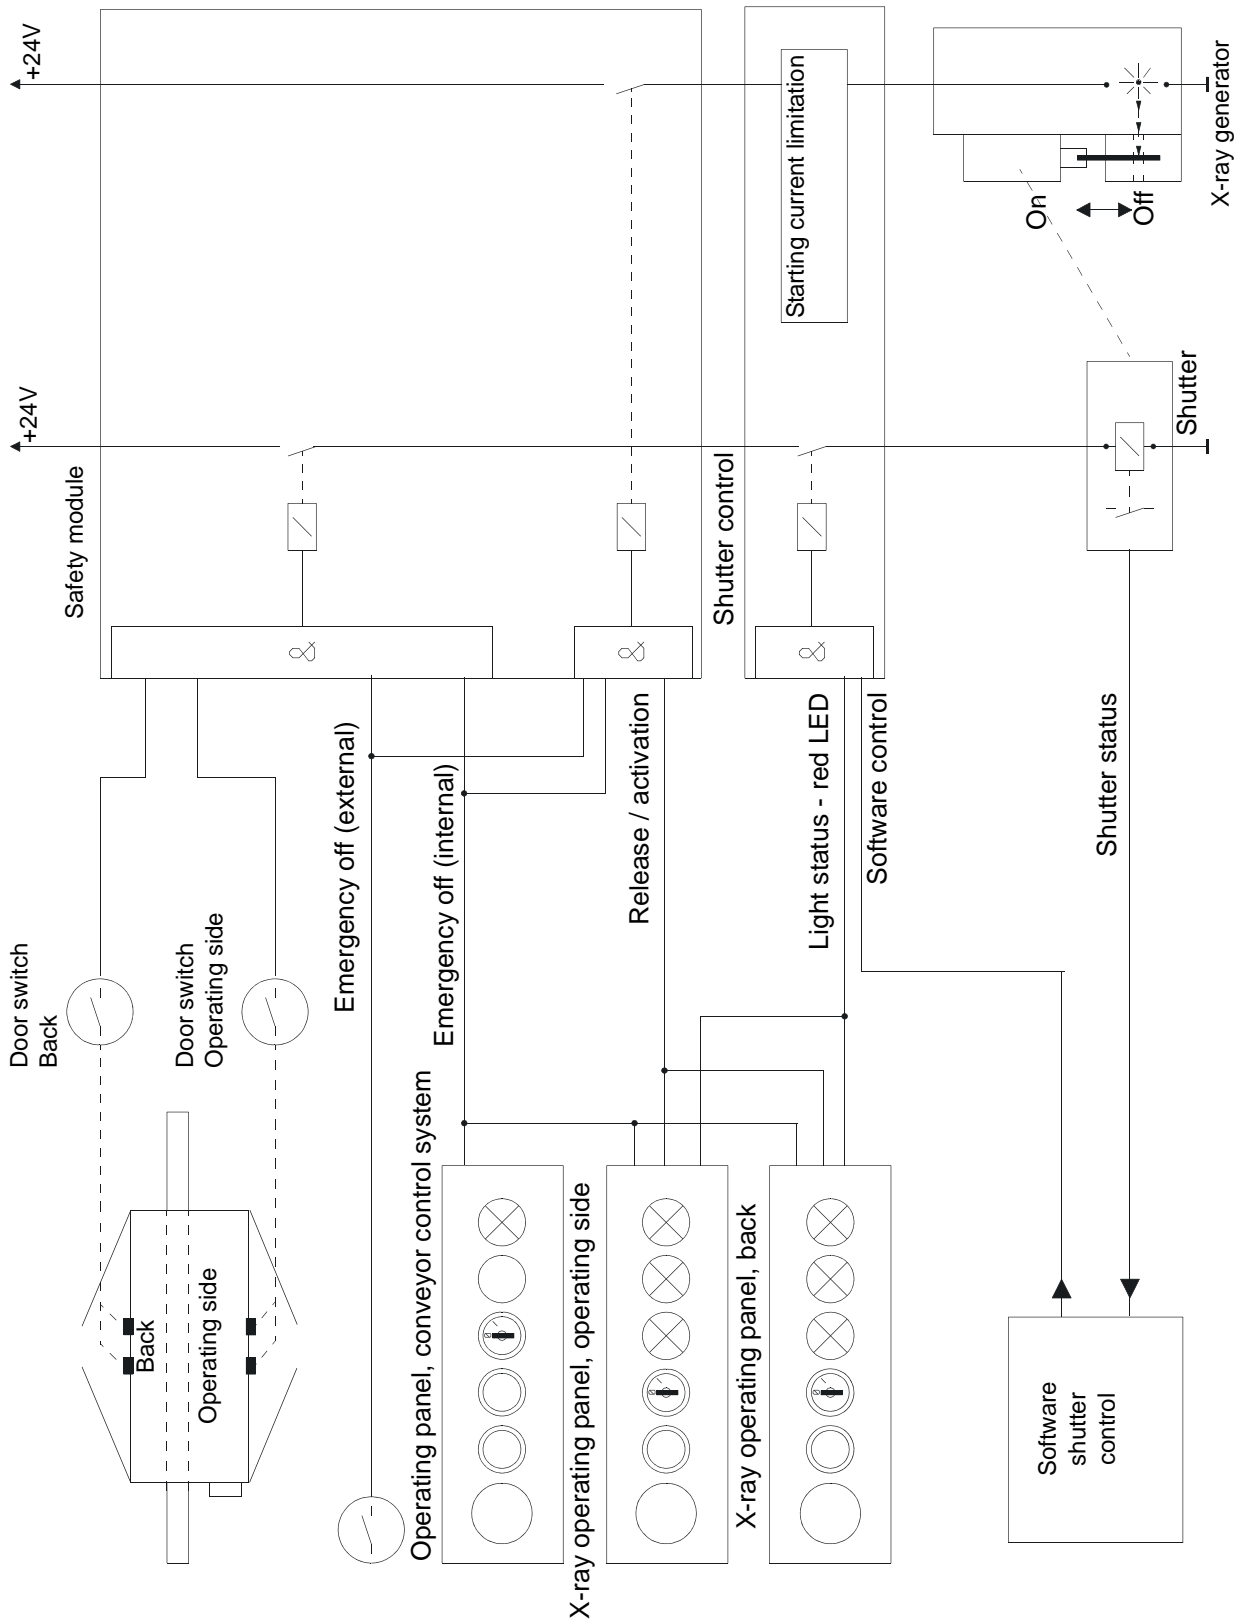 Door switch
Back
Door switch
Operating side
Back
Operating side
Safety module
+24V
+24V
&
&
Emergency off (external)
Emergency off (internal)
Operating panel, conveyor control system
X-ray operating panel, operating side
Release / activation
Shutter control
&
Starting current limitation
X-ray operating panel, back
Light status - red LED
Software control
Software
shutter
control
Shutter status
Shutter
On
Off
X-ray generator